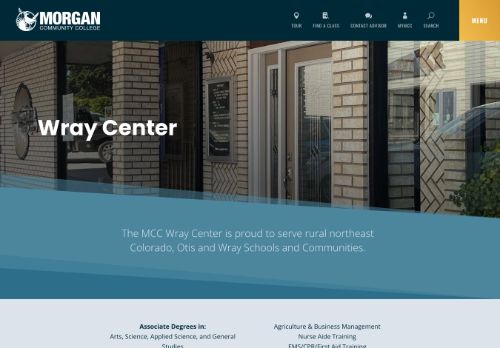 MORGAN
COMMUNITY COLLEGE
TOUR
FIND A CLASS
CONTACT ADVISOR
MYMCC
SEARCH
MENU
Wray Center
The MCC Wray Center is proud to serve rural northeast
Colorado, Otis and Wray Schools and Communities.
Associate Degrees in:
Arts, Science, Applied Science, and General
Studies
Agriculture & Business Management
Nurse Aide Training
EMS/CPR/First Aid Training